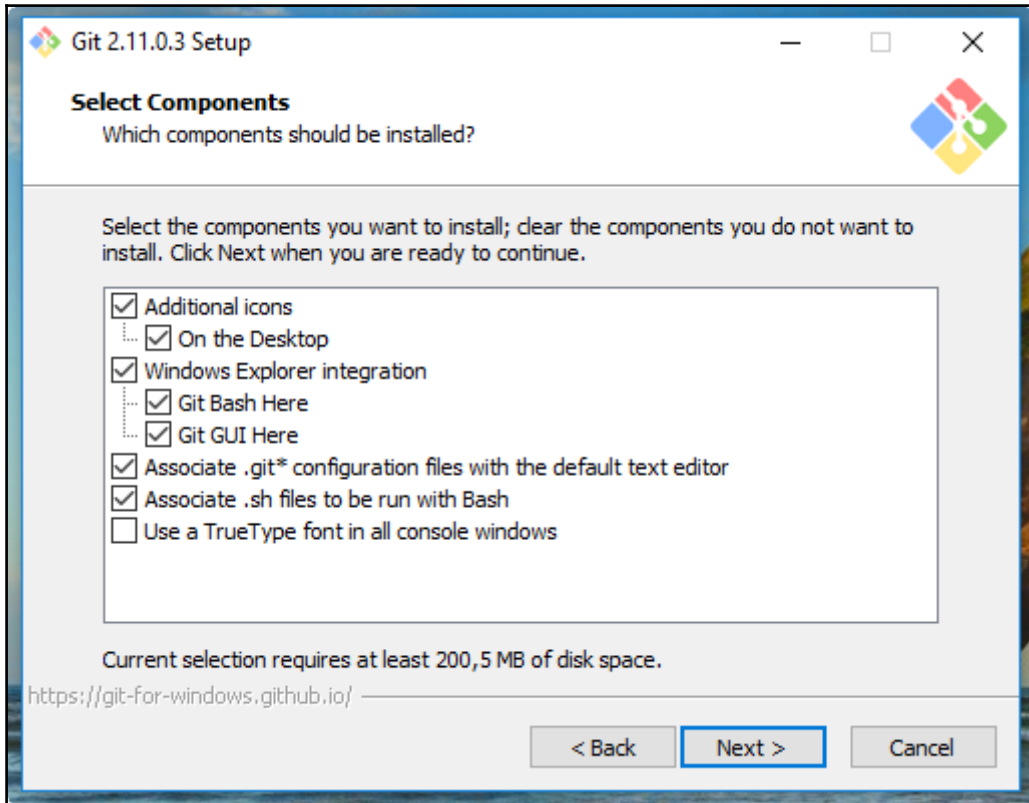 Git 2.11.0.3 Setup
Select Components
Which components should be installed?
Select the components you want to install; clear the components you do not want to
install. Click Next when you are ready to continue.
Additional icons
On the Desktop
Windows Explorer integration
Git Bash Here
Git GUI Here
Associate .git* configuration files with the default text editor
Associate .sh files to be run with Bash
Use a TrueType font in all console windows
Current selection requires at least 200,5 MB of disk space.
https://git-for-windows.github.io/
< Back Next > Cancel